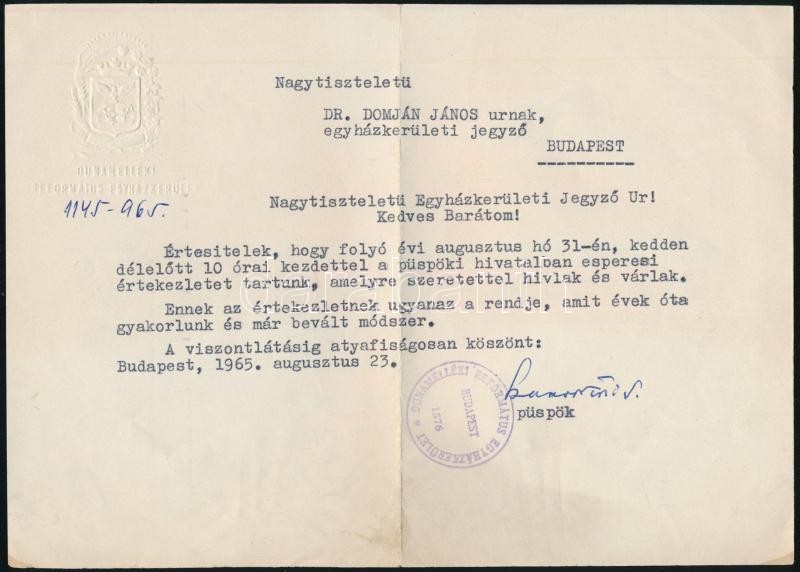 DUNAMELLÉKI
REFORMÁTUS EGYHÁZKERÜLET
1145-965.
Nagytiszteletü
DR. DOMJÁN JÁNOS urnak,
egyházkerületi jegyző
BUDAPEST
Nagytiszteletü Egyházkerületi Jegyző Ur!
Kedves Barátom!
Értesitelek, hogy folyó évi augusztus hó 31-én, kedden
délelőtt 10 órai kezdettel a püspöki hivatalban esperesi
értekezletet tartunk, amelyre szeretettel hivlak és várlak.
Ennek az értekezletnek ugyanaz a rendje, amit évek óta
gyakorlunk és már bevált módszer.
A viszontlátásig atyafiságosan köszönt:
Budapest, 1965. augusztus 23.
püspök
DUNAMELLÉKI REFORMÁTUS EGYHÁZKERÜLET
BUDAPEST
1576
darabanth